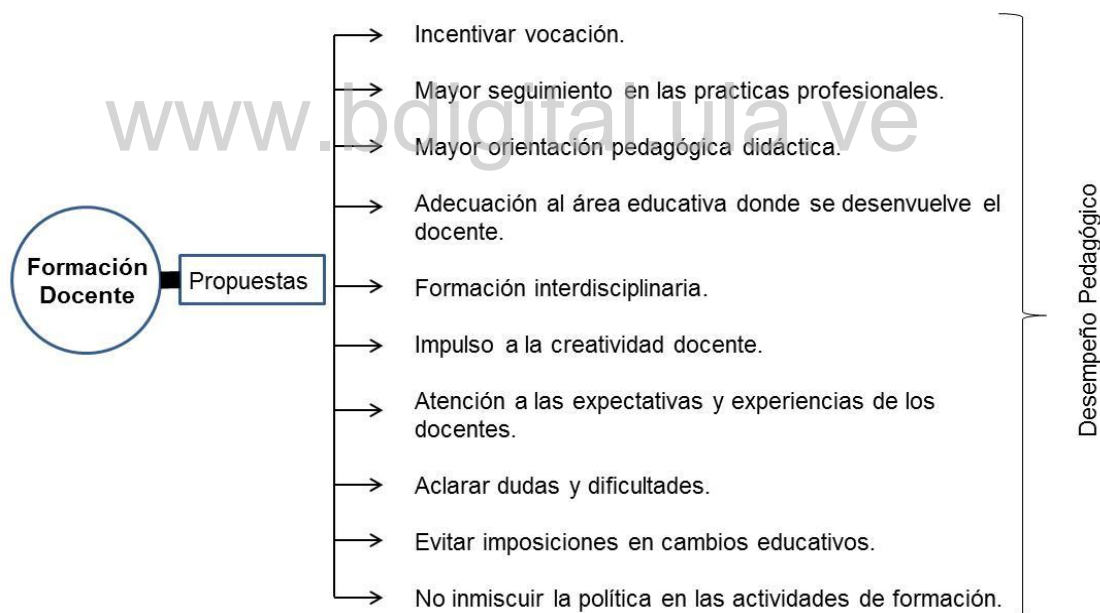 Incentivar vocación.
Mayor seguimiento en las practicas profesionales.
www.bdigital.ula.ve
Mayor orientación pedagógica didáctica.
Adecuación al área educativa donde se desenvuelve el
docente.
Formación
Docente
Propuestas
Formación interdisciplinaria.
Impulso a la creatividad docente.
Atención a las expectativas y experiencias de los
docentes.
Aclarar dudas y dificultades.
Evitar imposiciones en cambios educativos.
No inmiscuir la política en las actividades de formación.
Desempeño Pedagógico